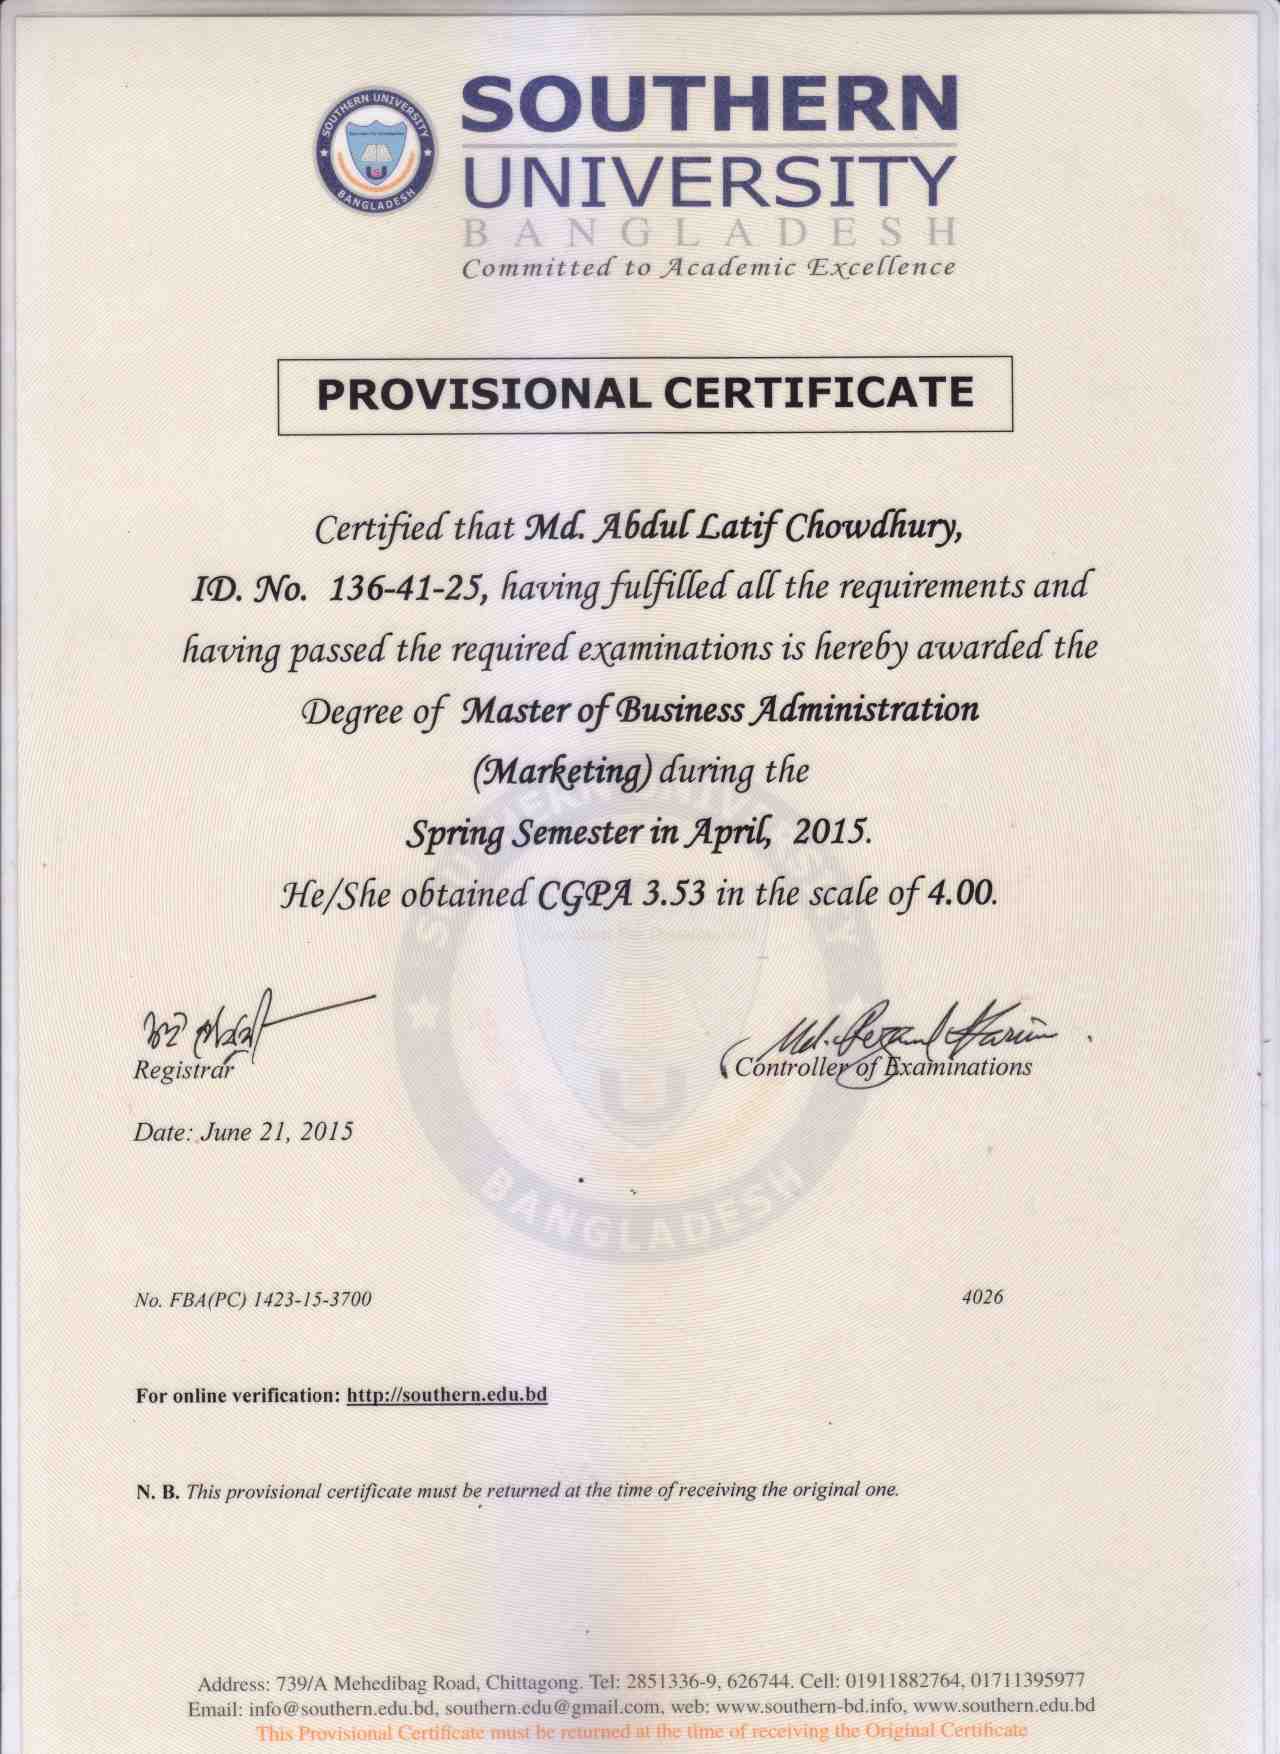 SOUTHERN UNIVERSITY
BANGLADESH
SOUTHERN
UNIVERSITY
BANGLADESH
Committed to Academic Excellence
PROVISIONAL CERTIFICATE
Certified that Md. Abdul Latif Chowdhury,
ID. No. 136-41-25, having fulfilled all the requirements and
having passed the required examinations is hereby awarded the
Degree of Master of Business Administration
(Marketing) during the
Spring Semester in April, 2015.
He/She obtained CGPA 3.53 in the scale of 4.00.
SOUTHERN UNIVERSITY
BANGLADESH
Registrar
Md. Rezaul Karim
Controller of Examinations
Date: June 21, 2015
No. FBA(PC) 1423-15-3700 4026
For online verification: http://southern.edu.bd
N. B. This provisional certificate must be returned at the time of receiving the original one.
Address: 739/A Mehedibag Road, Chittagong. Tel: 2851336-9, 626744. Cell: 01911882764, 01711395977
Email: info@southern.edu.bd, southern.edu@gmail.com, web: www.southern-bd.info, www.southern.edu.bd
This Provisional Certificate must be returned at the time of receiving the Original Certificate